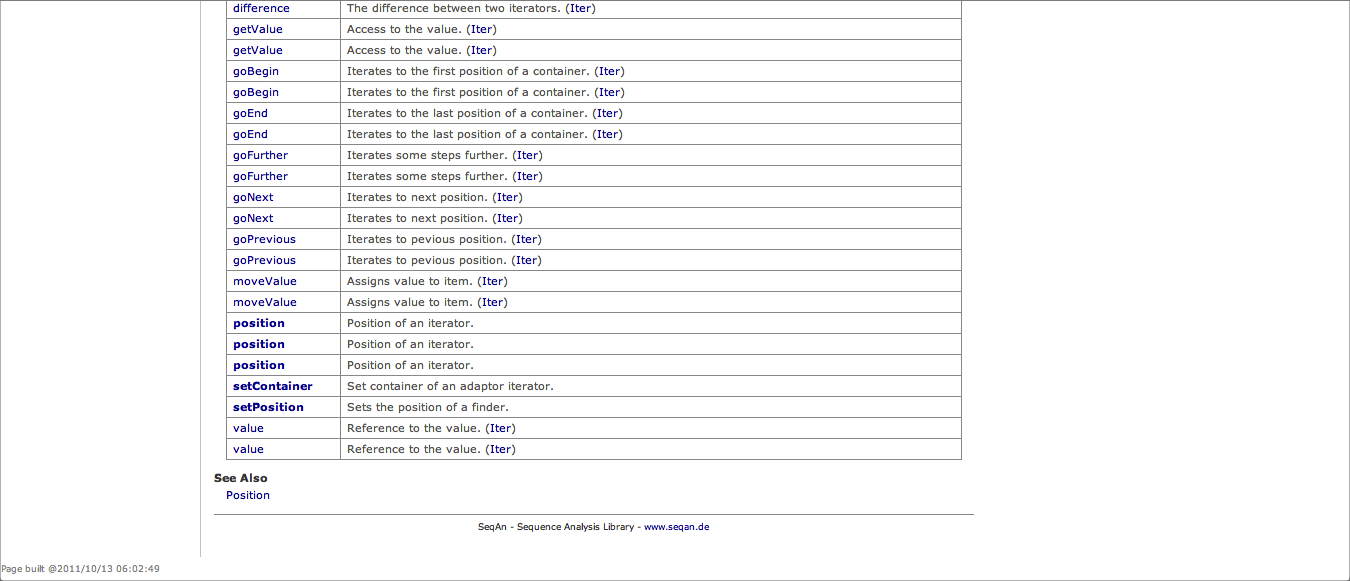 difference The difference between two iterators. (Iter)
getValue Access to the value. (Iter)
getValue Access to the value. (Iter)
goBegin Iterates to the first position of a container. (Iter)
goBegin Iterates to the first position of a container. (Iter)
goEnd Iterates to the last position of a container. (Iter)
goEnd Iterates to the last position of a container. (Iter)
goFurther Iterates some steps further. (Iter)
goFurther Iterates some steps further. (Iter)
goNext Iterates to next position. (Iter)
goNext Iterates to next position. (Iter)
goPrevious Iterates to pevious position. (Iter)
goPrevious Iterates to pevious position. (Iter)
moveValue Assigns value to item. (Iter)
moveValue Assigns value to item. (Iter)
position Position of an iterator.
position Position of an iterator.
position Position of an iterator.
setContainer Set container of an adaptor iterator.
setPosition Sets the position of a finder.
value Reference to the value. (Iter)
value Reference to the value. (Iter)
See Also
Position
SeqAn - Sequence Analysis Library - www.seqan.de
Page built @2011/10/13 06:02:49